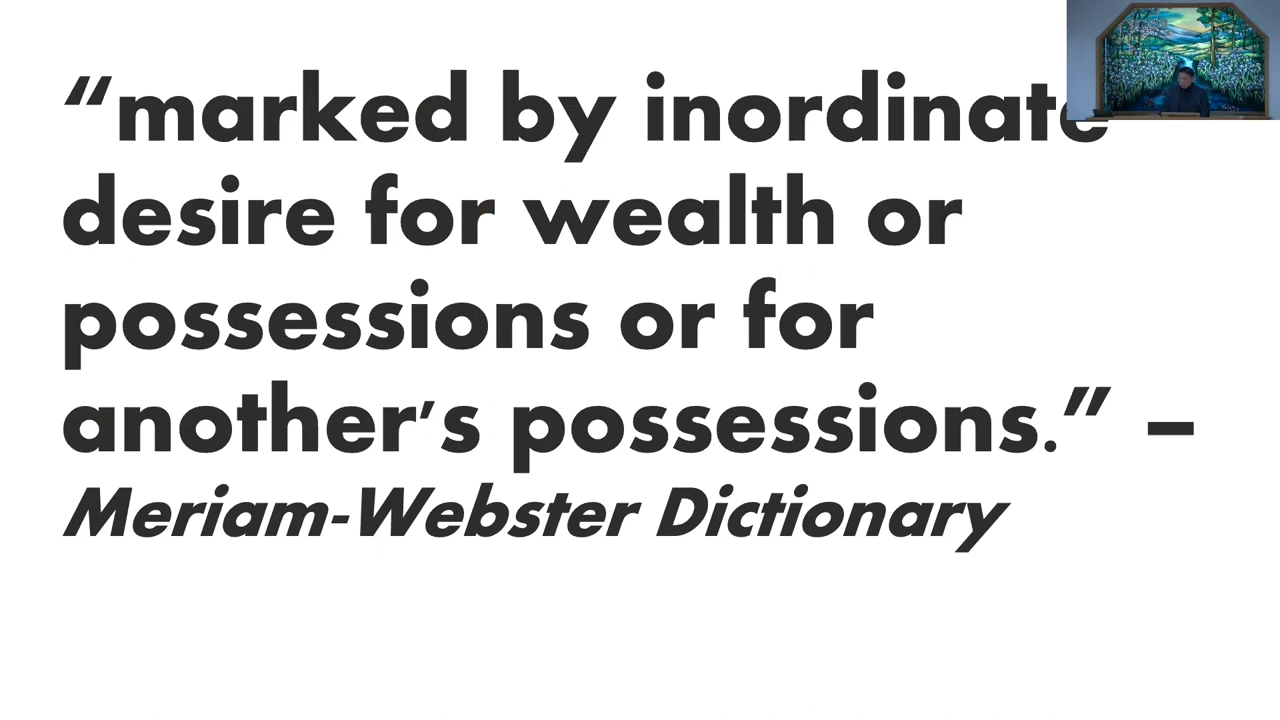 “marked by inordinate
desire for wealth or
possessions or for
another’s possessions.” –
Meriam-Webster Dictionary